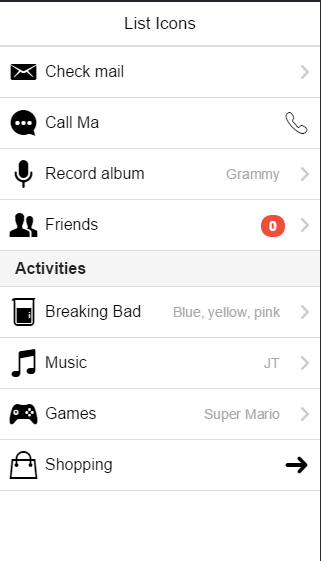 List Icons
Check mail
Call Ma
Record album Grammy
Friends 0
Activities
Breaking Bad Blue, yellow, pink
Music JT
Games Super Mario
Shopping